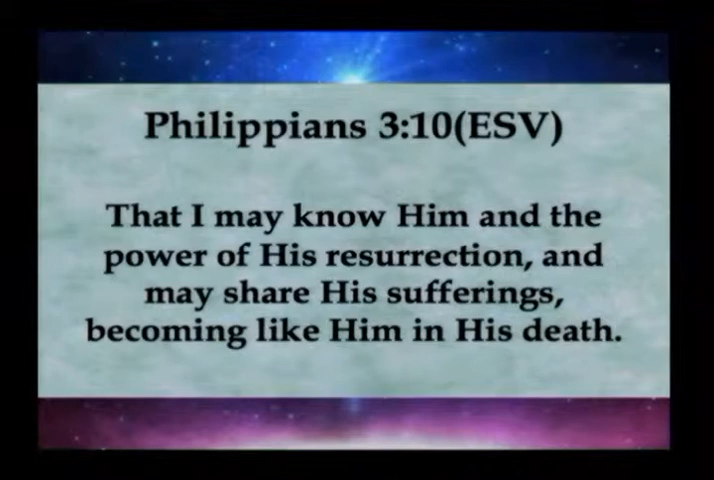 Philippians 3:10(ESV)
That I may know Him and the
power of His resurrection, and
may share His sufferings,
becoming like Him in His death.